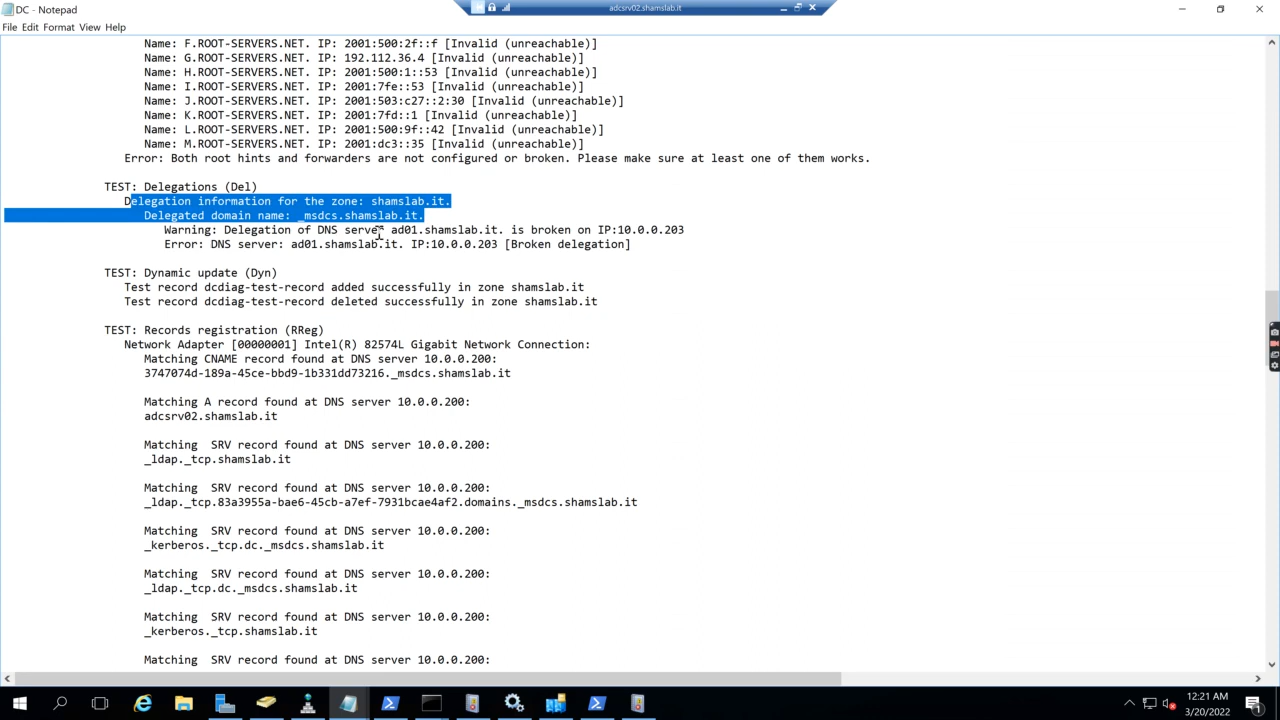 DC - Notepad
adcsrv02.shamslab.it
File Edit Format View Help
Name: F.ROOT-SERVERS.NET. IP: 2001:500:2f::f [Invalid (unreachable)]
Name: G.ROOT-SERVERS.NET. IP: 192.112.36.4 [Invalid (unreachable)]
Name: H.ROOT-SERVERS.NET. IP: 2001:500:1::53 [Invalid (unreachable)]
Name: I.ROOT-SERVERS.NET. IP: 2001:7fe::53 [Invalid (unreachable)]
Name: J.ROOT-SERVERS.NET. IP: 2001:503:c27::2:30 [Invalid (unreachable)]
Name: K.ROOT-SERVERS.NET. IP: 2001:7fd::1 [Invalid (unreachable)]
Name: L.ROOT-SERVERS.NET. IP: 2001:500:9f::42 [Invalid (unreachable)]
Name: M.ROOT-SERVERS.NET. IP: 2001:dc3::35 [Invalid (unreachable)]
Error: Both root hints and forwarders are not configured or broken. Please make sure at least one of them works.
TEST: Delegations (Del)
Delegation information for the zone: shamslab.it.
Delegated domain name: _msdcs.shamslab.it.
Warning: Delegation of DNS server ad01.shamslab.it. is broken on IP:10.0.0.203
Error: DNS server: ad01.shamslab.it. IP:10.0.0.203 [Broken delegation]
TEST: Dynamic update (Dyn)
Test record dcdiag-test-record added successfully in zone shamslab.it
Test record dcdiag-test-record deleted successfully in zone shamslab.it
TEST: Records registration (RReg)
Network Adapter [00000001] Intel(R) 82574L Gigabit Network Connection:
Matching CNAME record found at DNS server 10.0.0.200:
3747074d-189a-45ce-bbd9-1b331dd73216._msdcs.shamslab.it
Matching A record found at DNS server 10.0.0.200:
adcsrv02.shamslab.it
Matching  SRV record found at DNS server 10.0.0.200:
_ldap._tcp.shamslab.it
Matching  SRV record found at DNS server 10.0.0.200:
_ldap._tcp.83a3955a-bae6-45cb-a7ef-7931bcae4af2.domains._msdcs.shamslab.it
Matching  SRV record found at DNS server 10.0.0.200:
_kerberos._tcp.dc._msdcs.shamslab.it
Matching  SRV record found at DNS server 10.0.0.200:
_ldap._tcp.dc._msdcs.shamslab.it
Matching  SRV record found at DNS server 10.0.0.200:
_kerberos._tcp.shamslab.it
Matching  SRV record found at DNS server 10.0.0.200:
12:21 AM
3/20/2022
1